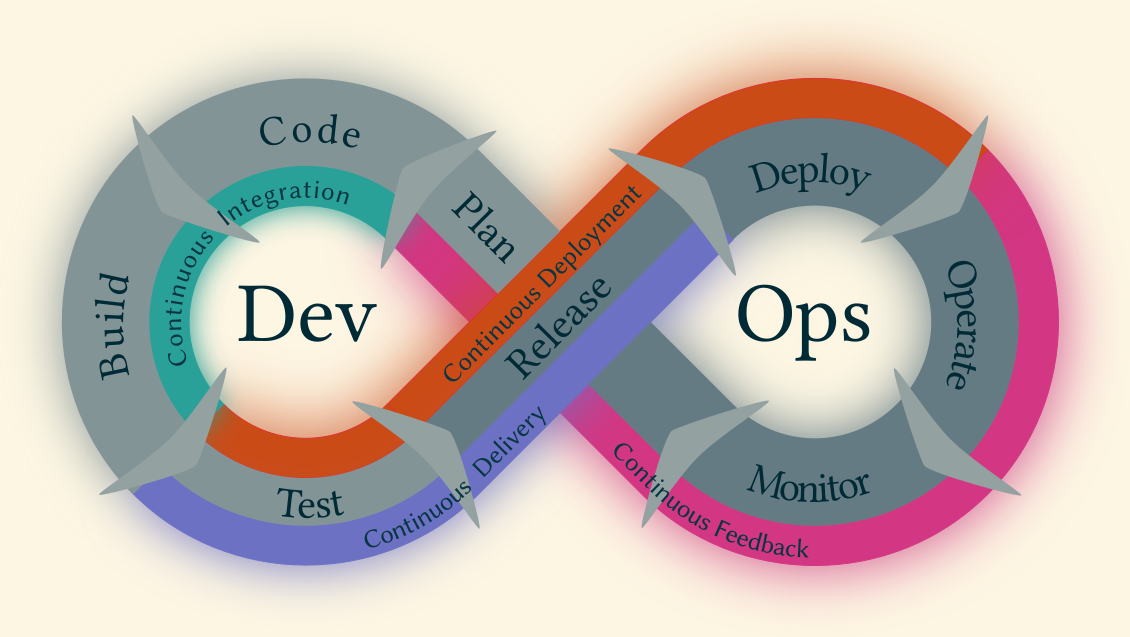 Code
Plan
Continuous Integration
Build
Dev
Test
Continuous Deployment
Release
Continuous Delivery
Deploy
Operate
Ops
Monitor
Continuous Feedback